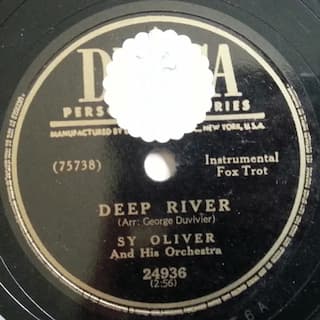 PERS
RIES
MANUFACTURED BY
NEW YORK, U.S.A.
(75738)
Instrumental
Fox Trot
DEEP RIVER
(Arr: George Duvivier)
SY OLIVER
And His Orchestra
24936
(2:56)